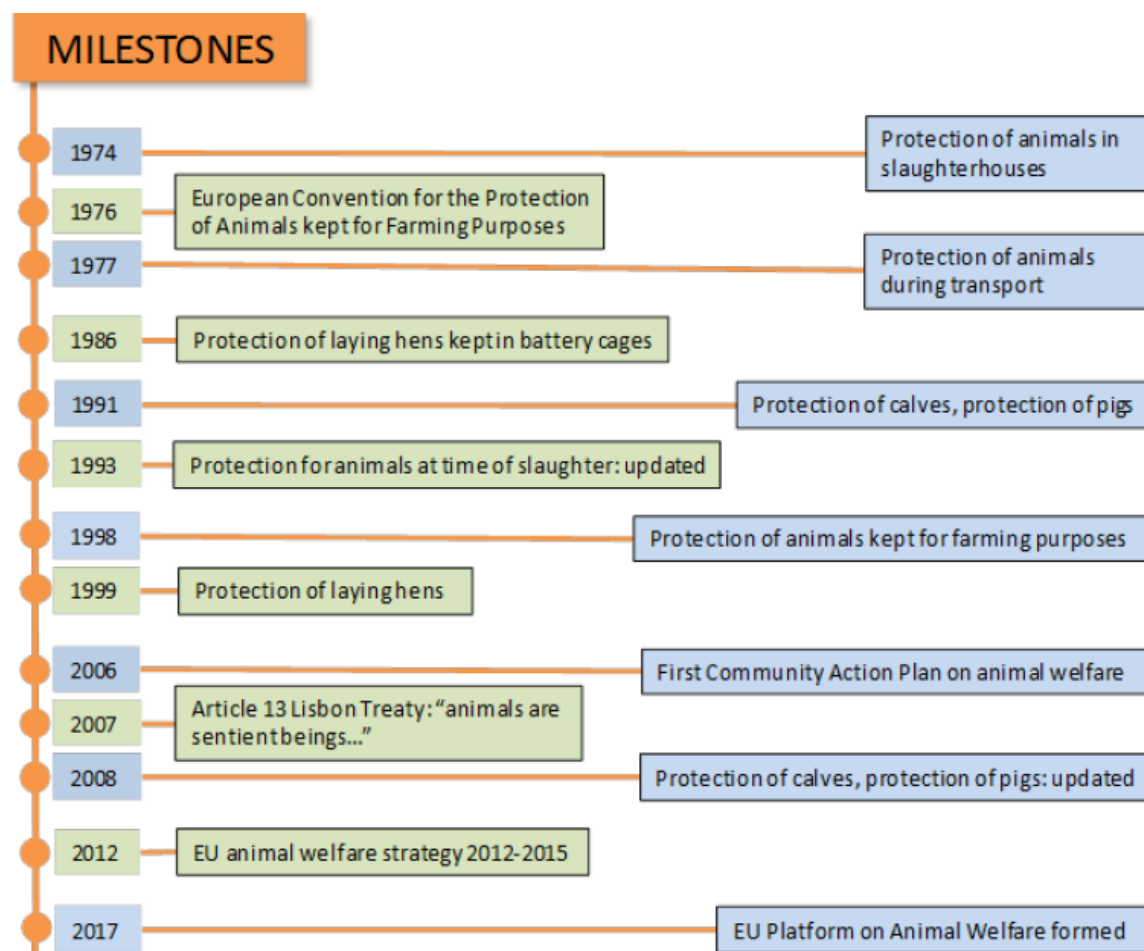 MILESTONES
1974
Protection of animals in
slaughterhouses
1976
European Convention for the Protection
of Animals kept for Farming Purposes
1977
Protection of animals
during transport
1986
Protection of laying hens kept in battery cages
1991
Protection of calves, protection of pigs
1993
Protection for animals at time of slaughter: updated
1998
Protection of animals kept for farming purposes
1999
Protection of laying hens
2006
First Community Action Plan on animal welfare
2007
Article 13 Lisbon Treaty: “animals are
sentient beings...”
2008
Protection of calves, protection of pigs: updated
2012
EU animal welfare strategy 2012-2015
2017
EU Platform on Animal Welfare formed